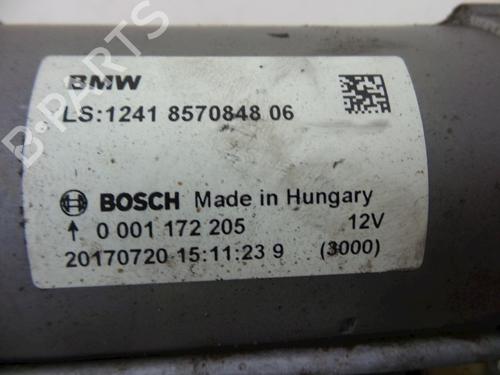 BMW
LS:1241 8570848 06
BOSCH Made in Hungary
↑ 0 001 172 205 12V
20170720 15:11:23 9 (3000)
B-PARTS